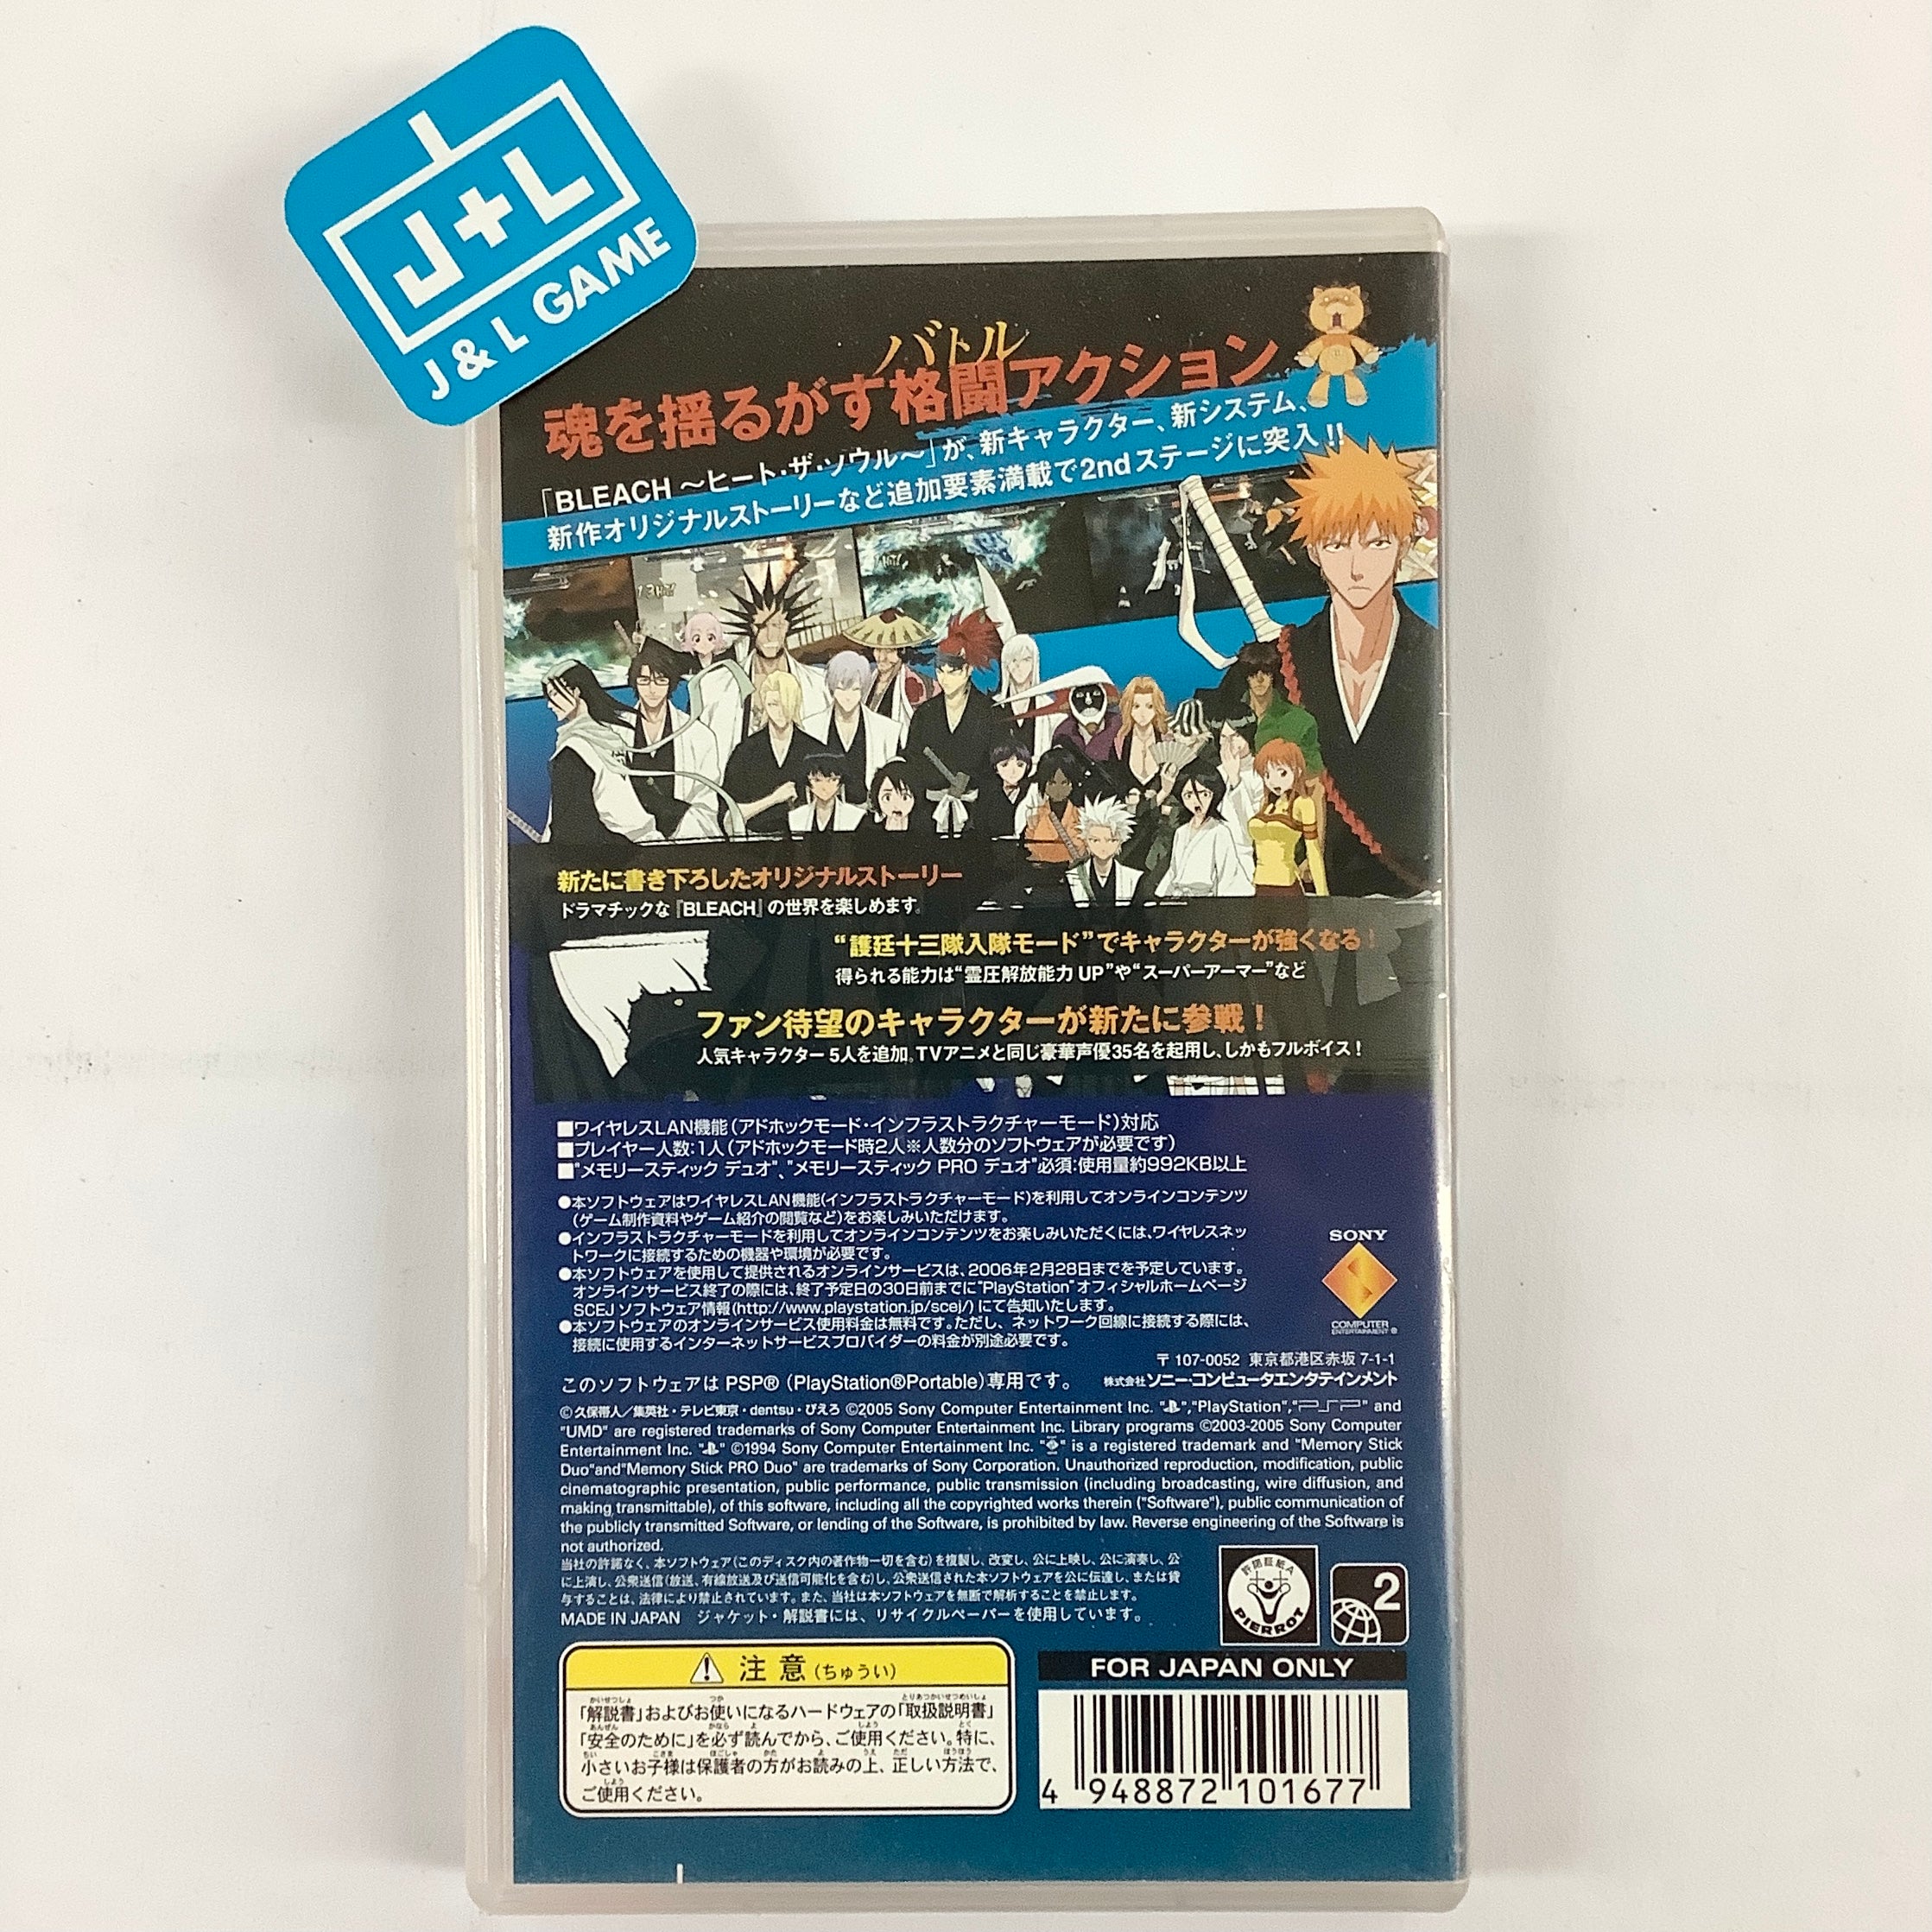 J+L
J & L GAME
バトル
魂を揺るがす格闘アクション
「BLEACH ～ヒート・ザ・ソウル～」が、新キャラクター、新システム、
新作オリジナルストーリーなど追加要素満載で2ndステージに突入!!
新たに書き下ろしたオリジナルストーリー
ドラマチックな『BLEACH』の世界を楽しめます。
“護廷十三隊入隊モード”でキャラクターが強くなる!
得られる能力は“霊圧解放能力UP”や“スーパーアーマー”など
ファン待望のキャラクターが新たに参戦!
人気キャラクター5人を追加。TVアニメと同じ豪華声優35名を起用し、しかもフルボイス!
■ワイヤレスLAN機能(アドホックモード・インフラストラクチャーモード)対応
■プレイヤー人数:1人(アドホックモード時2人※人数分のソフトウェアが必要です)
■"メモリースティック デュオ"、"メモリースティック PRO デュオ"必須:使用量約992KB以上
●本ソフトウェアはワイヤレスLAN機能(インフラストラクチャーモード)を利用してオンラインコンテンツ
(ゲーム制作資料やゲーム紹介の閲覧など)をお楽しみいただけます。
●インフラストラクチャーモードを利用してオンラインコンテンツをお楽しみいただくには、ワイヤレスネッ
トワークに接続するための機器や環境が必要です。
●本ソフトウェアを使用して提供されるオンラインサービスは、2006年2月28日までを予定しています。
オンラインサービス終了の際には、終了予定日の30日前までに"PlayStation"オフィシャルホームページ
SCEJ ソフトウェア情報(http://www.playstation.jp/scej/)にて告知いたします。
●本ソフトウェアのオンラインサービス使用料金は無料です。ただし、ネットワーク回線に接続する際には、
接続に使用するインターネットサービスプロバイダーの料金が別途必要です。
SONY
COMPUTER
ENTERTAINMENT ®
〒107-0052 東京都港区赤坂 7-1-1
このソフトウェアは PSP® (PlayStation®Portable)専用です。 株式会社ソニー・コンピュータエンタテインメント
©久保帯人/集英社・テレビ東京・dentsu・ぴえろ ©2005 Sony Computer Entertainment Inc. " ","PlayStation","PSP" and
"UMD" are registered trademarks of Sony Computer Entertainment Inc. Library programs ©2003-2005 Sony Computer
Entertainment Inc. " " ©1994 Sony Computer Entertainment Inc. " " is a registered trademark and "Memory Stick
Duo"and"Memory Stick PRO Duo" are trademarks of Sony Corporation. Unauthorized reproduction, modification, public
cinematographic presentation, public performance, public transmission (including broadcasting, wire diffusion, and
making transmittable), of this software, including all the copyrighted works therein ("Software"), public communication of
the publicly transmitted Software, or lending of the Software, is prohibited by law. Reverse engineering of the Software is
not authorized.
当社の許諾なく、本ソフトウェア(このディスク内の著作物一切を含む)を複製し、改変し、公に上映し、公に演奏し、公
に上演し、公衆送信(放送、有線放送及び送信可能化を含む)し、公衆送信された本ソフトウェアを公に伝達し、または貸
与することは、法律により禁止されています。また、当社は本ソフトウェアを無断で解析することを禁止します。
MADE IN JAPAN ジャケット・解説書には、リサイクルペーパーを使用しています。
許諾証紙A
PIERROT
2
注意(ちゅうい)
「解説書」およびお使いになるハードウェアの「取扱説明書」
「安全のために」を必ず読んでから、ご使用ください。特に、
小さいお子様は保護者の方がお読みの上、正しい方法で、
ご使用ください。
FOR JAPAN ONLY
4 948872 101677